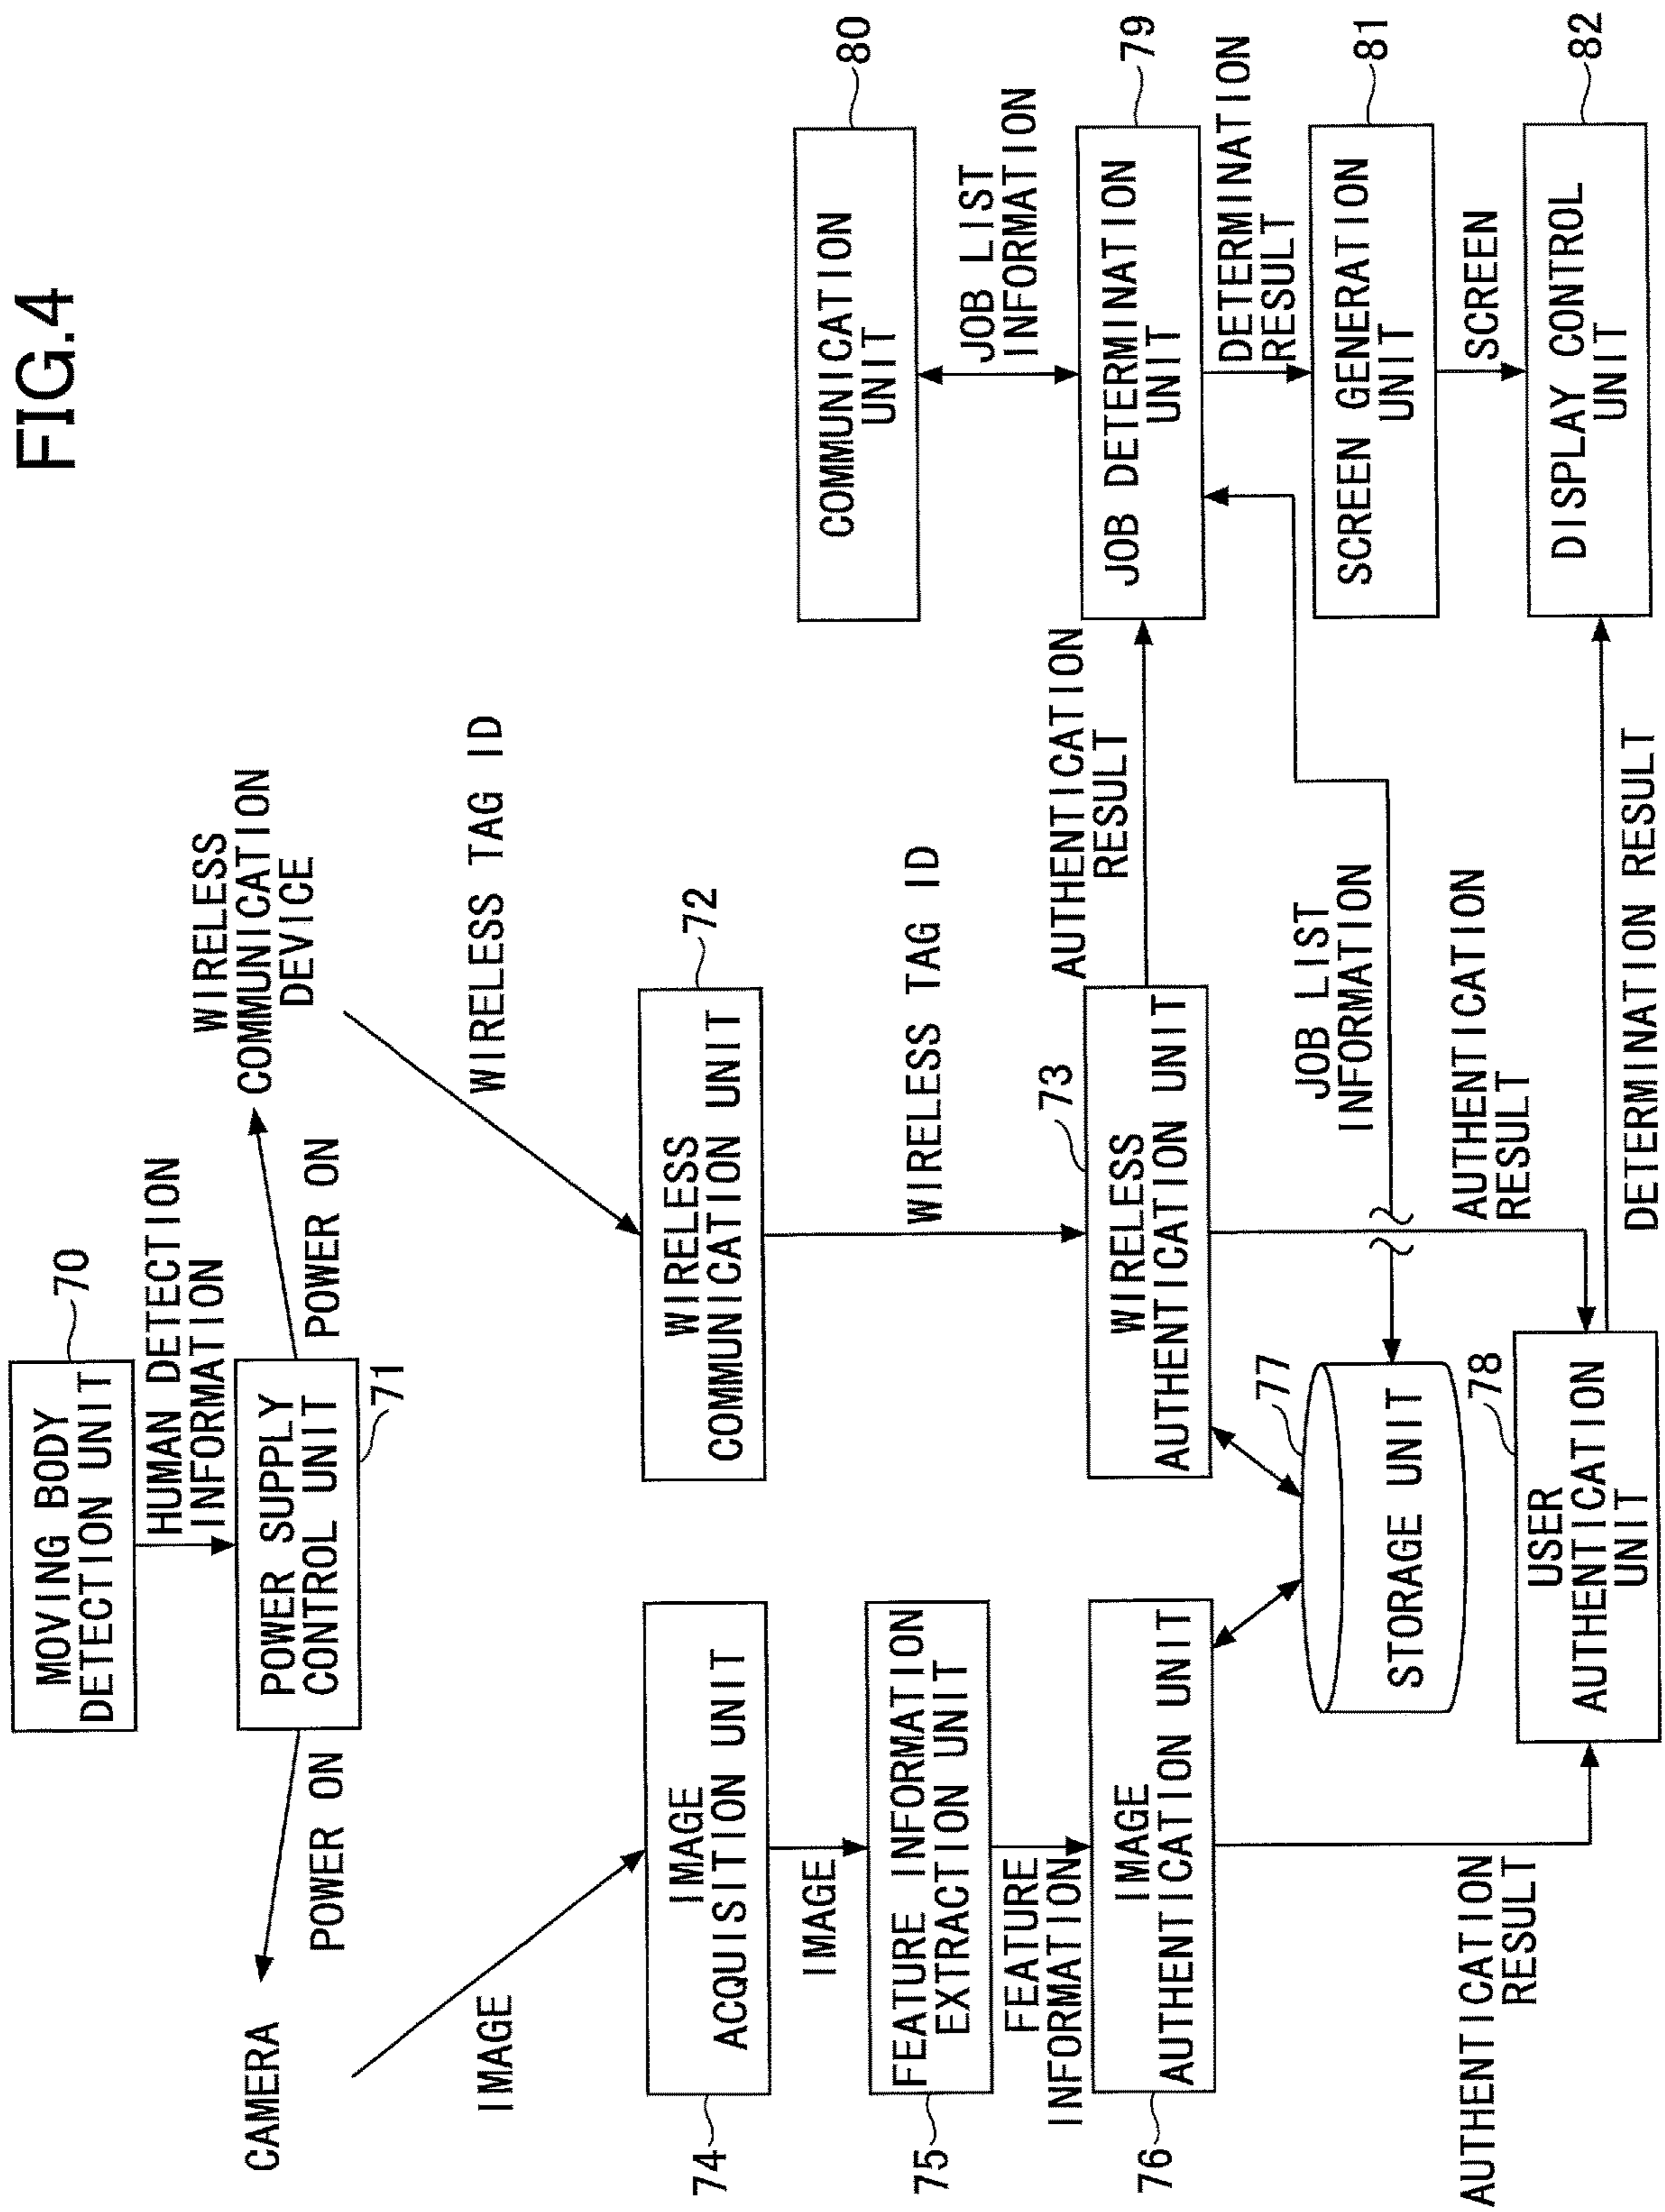 FIG.4
MOVING BODY
DETECTION UNIT
70
HUMAN DETECTION
INFORMATION
POWER SUPPLY
CONTROL UNIT
71
POWER ON
POWER ON
CAMERA
WIRELESS
COMMUNICATION
DEVICE
IMAGE
WIRELESS TAG ID
74
IMAGE
ACQUISITION UNIT
WIRELESS
COMMUNICATION UNIT
72
IMAGE
75
FEATURE INFORMATION
EXTRACTION UNIT
WIRELESS TAG ID
FEATURE
INFORMATION
76
IMAGE
AUTHENTICATION UNIT
73
WIRELESS
AUTHENTICATION UNIT
AUTHENTICATION
RESULT
77
STORAGE UNIT
JOB LIST
INFORMATION
AUTHENTICATION
RESULT
AUTHENTICATION
RESULT
78
USER
AUTHENTICATION
UNIT
DETERMINATION RESULT
COMMUNICATION
UNIT
80
JOB LIST
INFORMATION
JOB DETERMINATION
UNIT
79
DETERMINATION
RESULT
SCREEN GENERATION
UNIT
81
SCREEN
DISPLAY CONTROL
UNIT
82